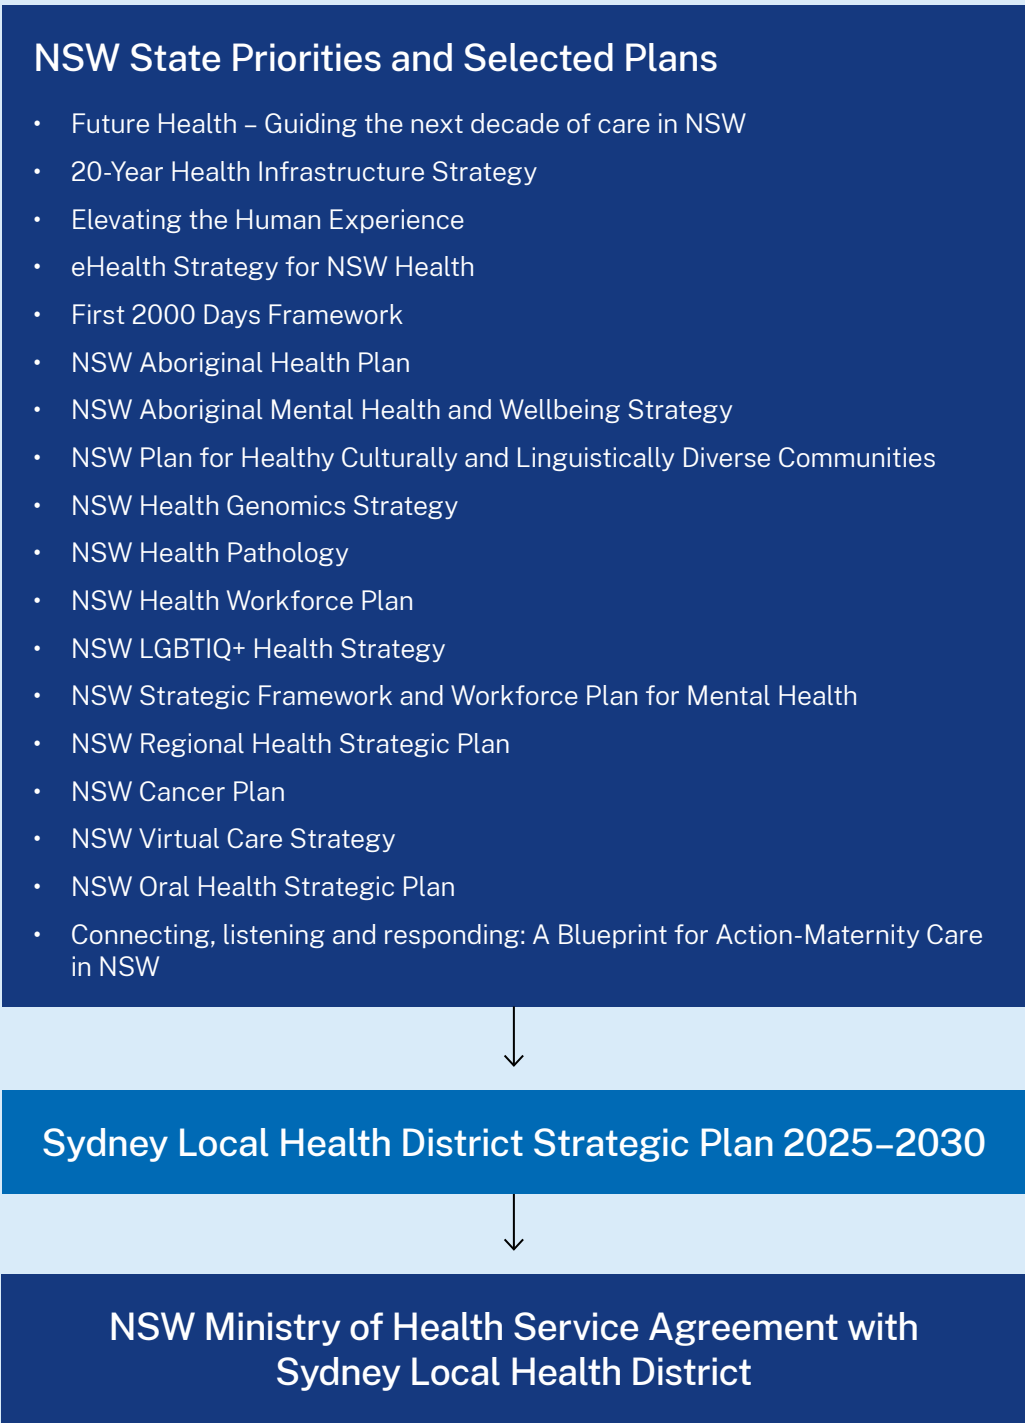 NSW State Priorities and Selected Plans
• Future Health – Guiding the next decade of care in NSW
• 20-Year Health Infrastructure Strategy
• Elevating the Human Experience
• eHealth Strategy for NSW Health
• First 2000 Days Framework
• NSW Aboriginal Health Plan
• NSW Aboriginal Mental Health and Wellbeing Strategy
• NSW Plan for Healthy Culturally and Linguistically Diverse Communities
• NSW Health Genomics Strategy
• NSW Health Pathology
• NSW Health Workforce Plan
• NSW LGBTIQ+ Health Strategy
• NSW Strategic Framework and Workforce Plan for Mental Health
• NSW Regional Health Strategic Plan
• NSW Cancer Plan
• NSW Virtual Care Strategy
• NSW Oral Health Strategic Plan
• Connecting, listening and responding: A Blueprint for Action-Maternity Care
in NSW
Sydney Local Health District Strategic Plan 2025–2030
NSW Ministry of Health Service Agreement with
Sydney Local Health District